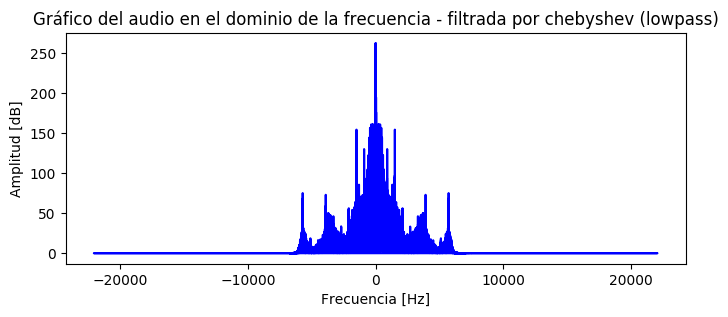 Gráfico del audio en el dominio de la frecuencia - filtrada por chebyshev (lowpass)
Amplitud [dB]
250
200
150
100
50
0
−20000 −10000 0 10000 20000
Frecuencia [Hz]